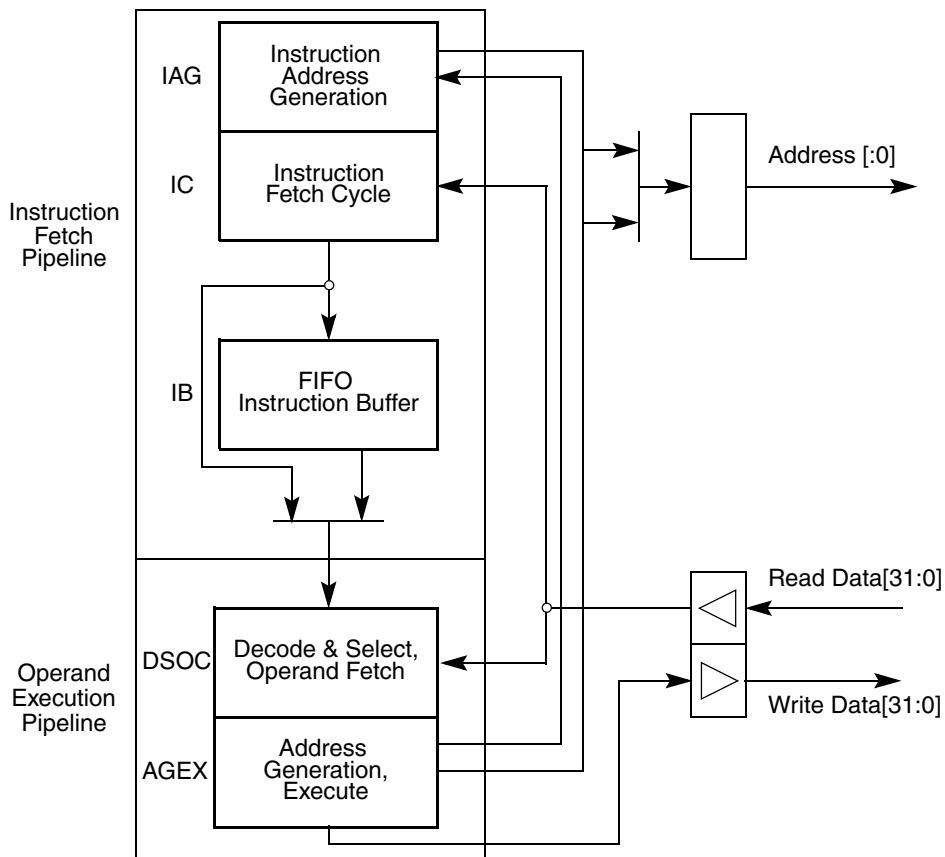 IAG
Instruction
Address
Generation
IC
Instruction
Fetch Cycle
Instruction
Fetch
Pipeline
IB
FIFO
Instruction Buffer
Address [:0]
Operand
Execution
Pipeline
DSOC
Decode & Select,
Operand Fetch
AGEX
Address
Generation,
Execute
Read Data[31:0]
Write Data[31:0]